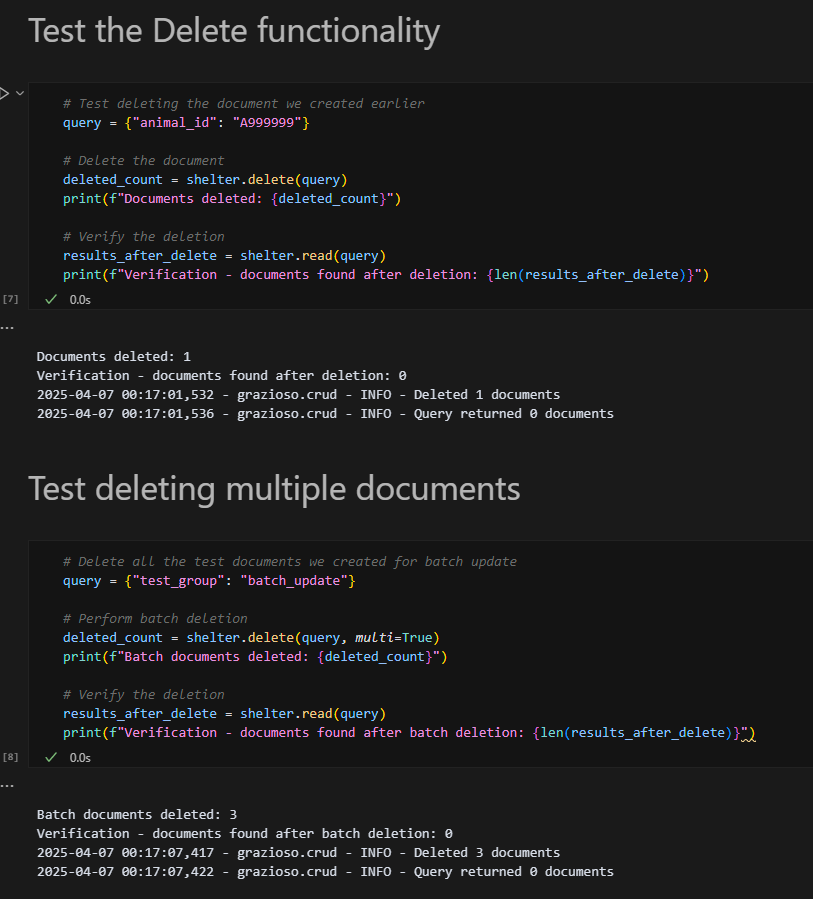 Test the Delete functionality
# Test deleting the document we created earlier
query = {"animal_id": "A999999"}
# Delete the document
deleted_count = shelter.delete(query)
print(f"Documents deleted: {deleted_count}")
# Verify the deletion
results_after_delete = shelter.read(query)
print(f"Verification - documents found after deletion: {len(results_after_delete)}")
[7]
0.0s
...
Documents deleted: 1
Verification - documents found after deletion: 0
2025-04-07 00:17:01,532 - grazioso.crud - INFO - Deleted 1 documents
2025-04-07 00:17:01,536 - grazioso.crud - INFO - Query returned 0 documents
Test deleting multiple documents
# Delete all the test documents we created for batch update
query = {"test_group": "batch_update"}
# Perform batch deletion
deleted_count = shelter.delete(query, multi=True)
print(f"Batch documents deleted: {deleted_count}")
# Verify the deletion
results_after_delete = shelter.read(query)
print(f"Verification - documents found after batch deletion: {len(results_after_delete)}")
[8]
0.0s
...
Batch documents deleted: 3
Verification - documents found after batch deletion: 0
2025-04-07 00:17:07,417 - grazioso.crud - INFO - Deleted 3 documents
2025-04-07 00:17:07,422 - grazioso.crud - INFO - Query returned 0 documents